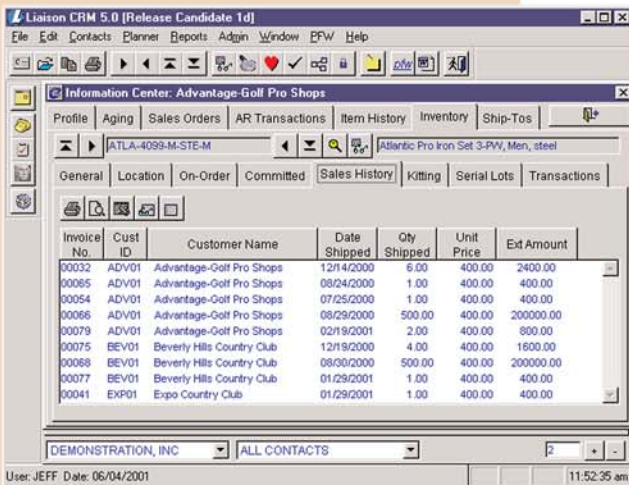 Liaison CRM 5.0 [Release Candidate 1d]
File Edit Contacts Planner Reports Admin Window PFW Help
pfw
Information Center: Advantage-Golf Pro Shops
Profile Aging Sales Orders AR Transactions Item History Inventory Ship-Tos
ATLA-4099-M-STE-M Atlantic Pro Iron Set 3-PW, Men, steel
General Location On-Order Committed Sales History Kitting Serial Lots Transactions
Invoice No. Cust ID Customer Name Date Shipped Qty Shipped Unit Price Ext Amount
00032 ADV01 Advantage-Golf Pro Shops 12/14/2000 6.00 400.00 2400.00
00065 ADV01 Advantage-Golf Pro Shops 08/24/2000 1.00 400.00 400.00
00054 ADV01 Advantage-Golf Pro Shops 07/25/2000 1.00 400.00 400.00
00066 ADV01 Advantage-Golf Pro Shops 08/29/2000 500.00 400.00 200000.00
00079 ADV01 Advantage-Golf Pro Shops 02/19/2001 2.00 400.00 800.00
00075 BEV01 Beverly Hills Country Club 12/19/2000 4.00 400.00 1600.00
00068 BEV01 Beverly Hills Country Club 08/30/2000 500.00 400.00 200000.00
00077 BEV01 Beverly Hills Country Club 01/29/2001 1.00 400.00 400.00
00041 EXP01 Expo Country Club 01/29/2001 1.00 400.00 400.00
DEMONSTRATION, INC ALL CONTACTS 2 + -
User: JEFF Date: 06/04/2001 11:52:35 am